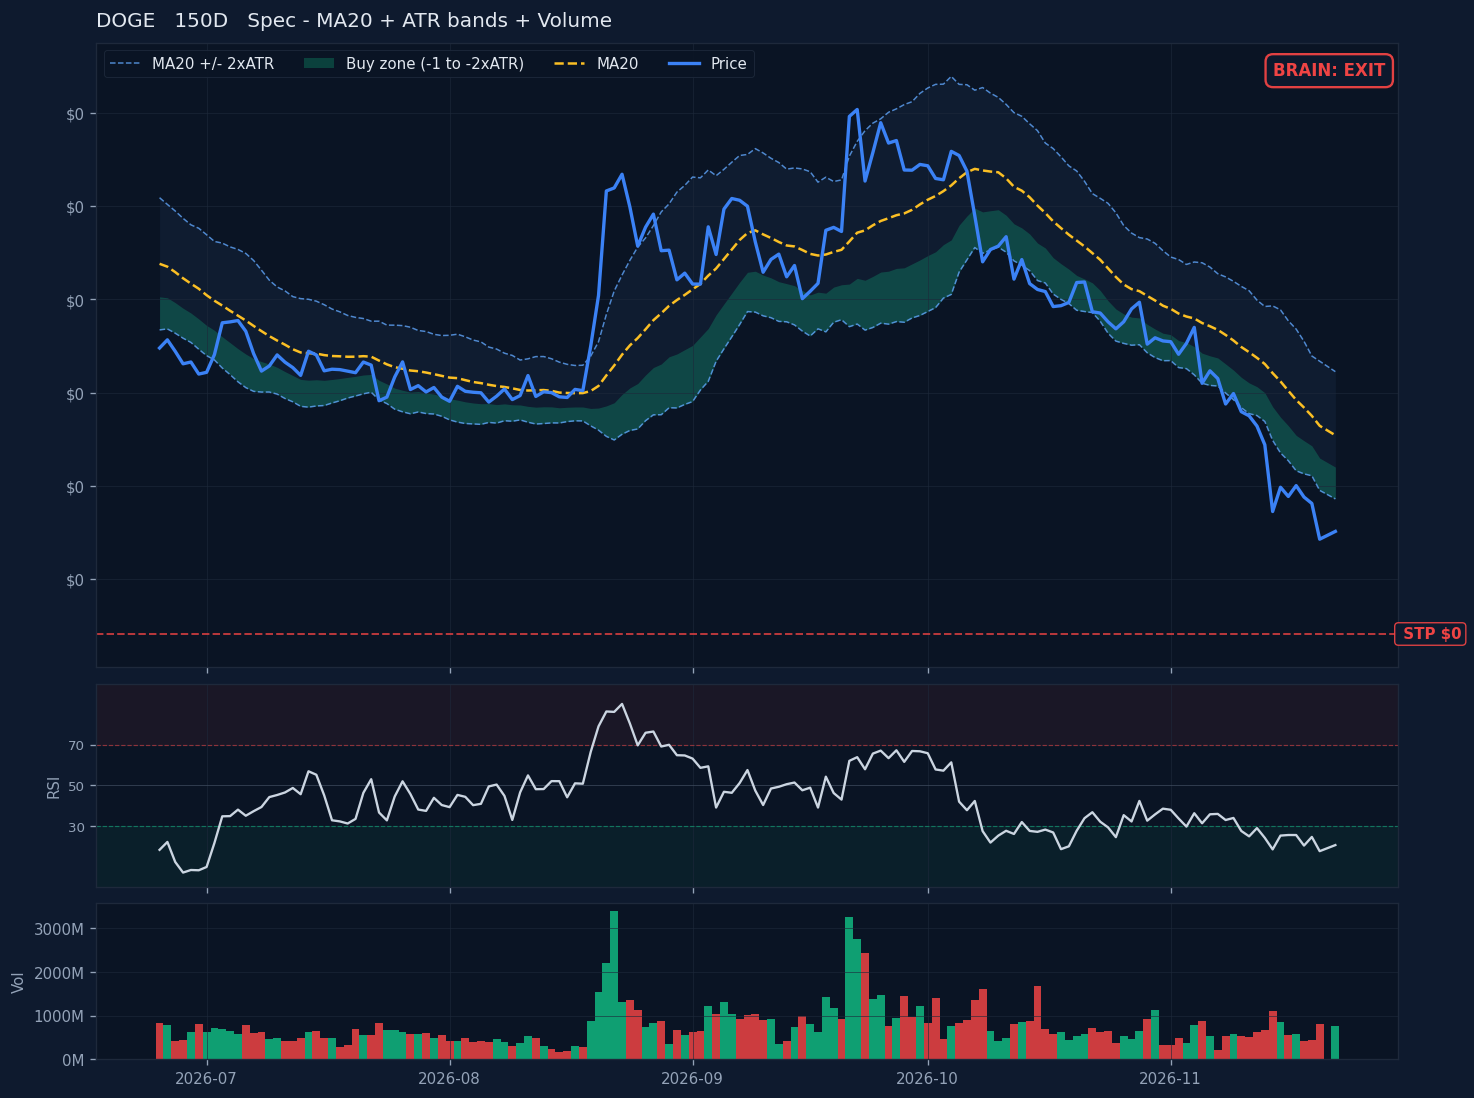 DOGE 150D Spec - MA20 + ATR bands + Volume
MA20 +/- 2xATR
Buy zone (-1 to -2xATR)
MA20
Price
BRAIN: EXIT
$0
$0
$0
$0
$0
$0
STP $0
RSI
70
50
30
Vol
3000M
2000M
1000M
0M
2026-07
2026-08
2026-09
2026-10
2026-11